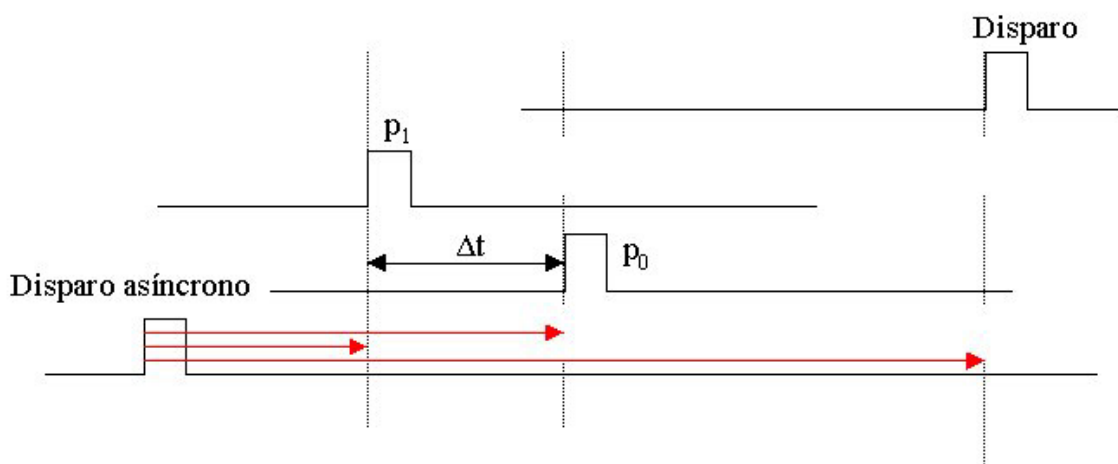 Disparo
p₁
Δt
p₀
Disparo asíncrono